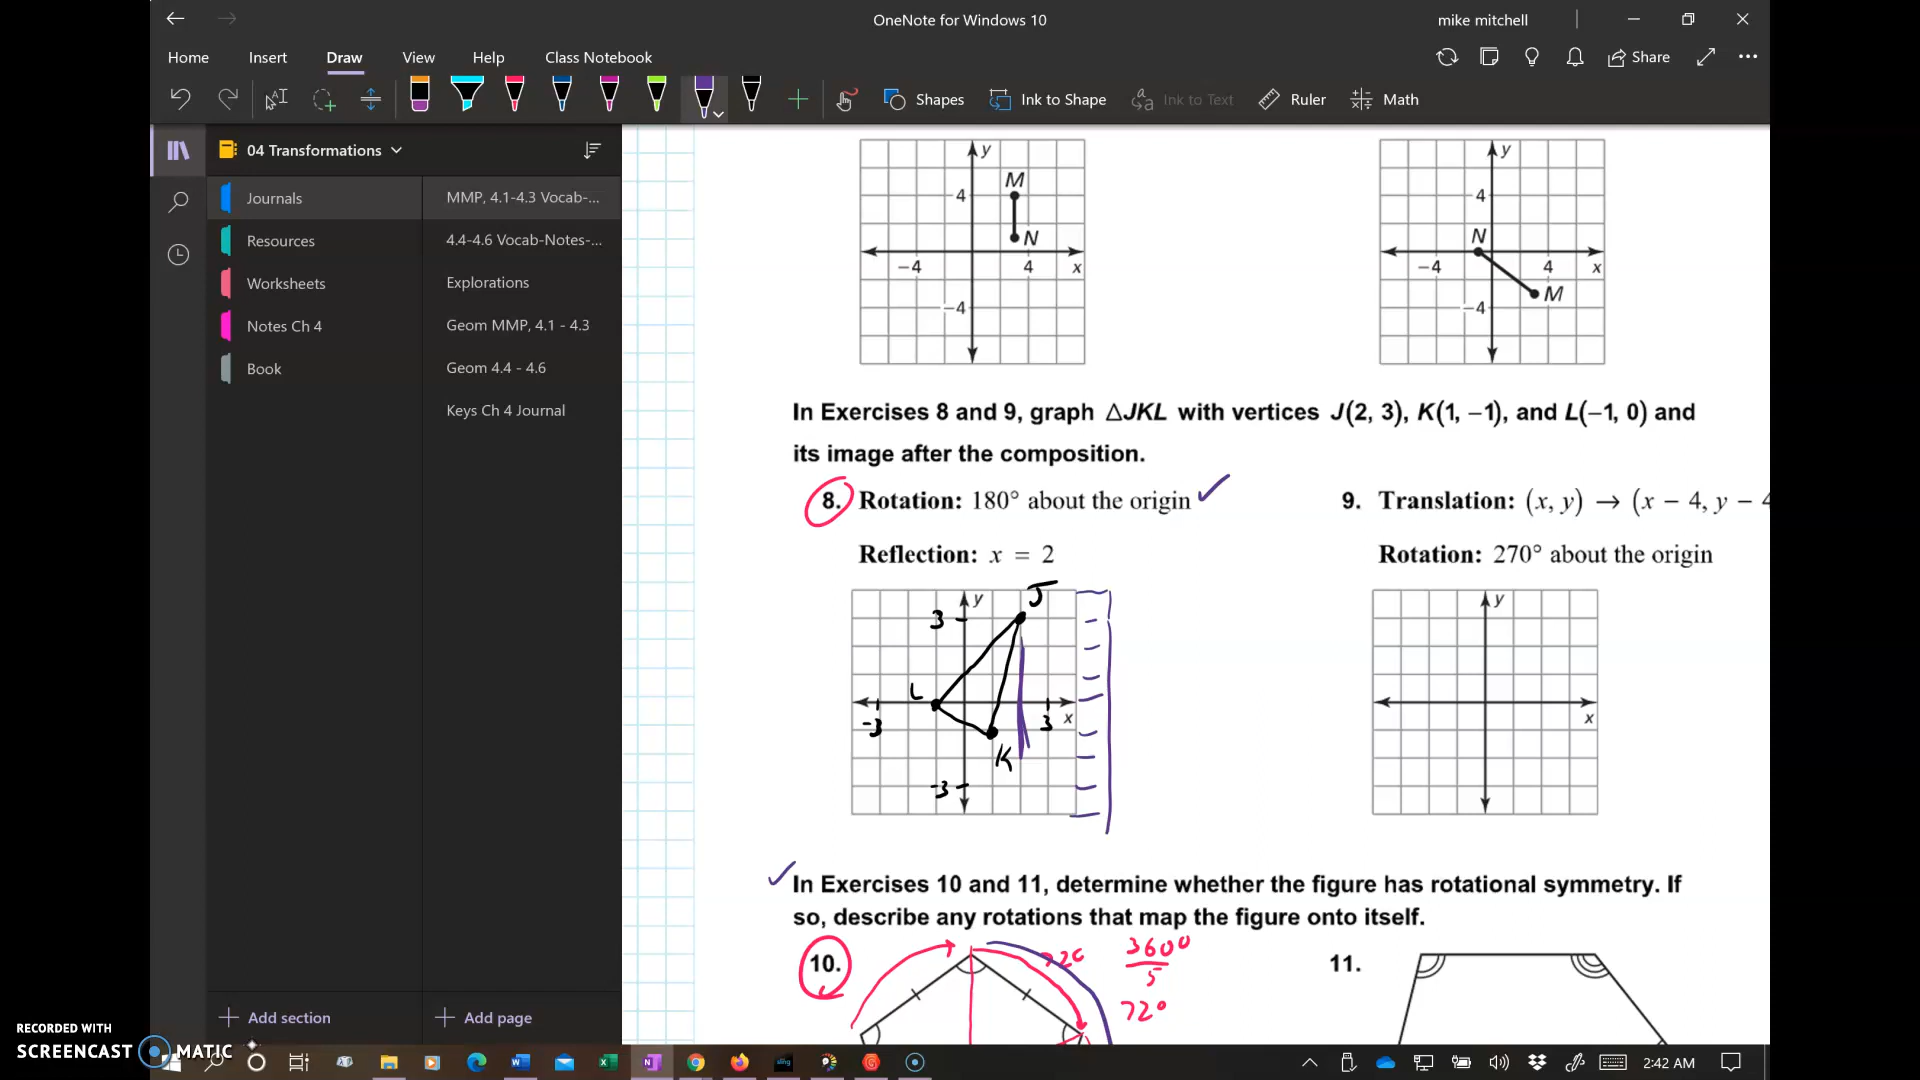 OneNote for Windows 10
mike mitchell
Home Insert Draw View Help Class Notebook
Share
Shapes Ink to Shape Ink to Text Ruler Math
04 Transformations
Journals
Resources
Worksheets
Notes Ch 4
Book
MMP, 4.1-4.3 Vocab-...
4.4-4.6 Vocab-Notes-...
Explorations
Geom MMP, 4.1 - 4.3
Geom 4.4 - 4.6
Keys Ch 4 Journal
y
M
4
N
-4 4 x
-4
y
4
N
-4 4 x
M
-4
In Exercises 8 and 9, graph △JKL with vertices J(2, 3), K(1, −1), and L(−1, 0) and
its image after the composition.
8. Rotation: 180° about the origin ✓
Reflection: x = 2
9. Translation: (x, y) → (x − 4, y − 4
Rotation: 270° about the origin
J
y
3
L
-3 3 x
K
-3
y
x
✓ In Exercises 10 and 11, determine whether the figure has rotational symmetry. If
so, describe any rotations that map the figure onto itself.
10.
72°
360°
5
72°
11.
Add section
Add page
RECORDED WITH
SCREENCAST MATIC
2:42 AM